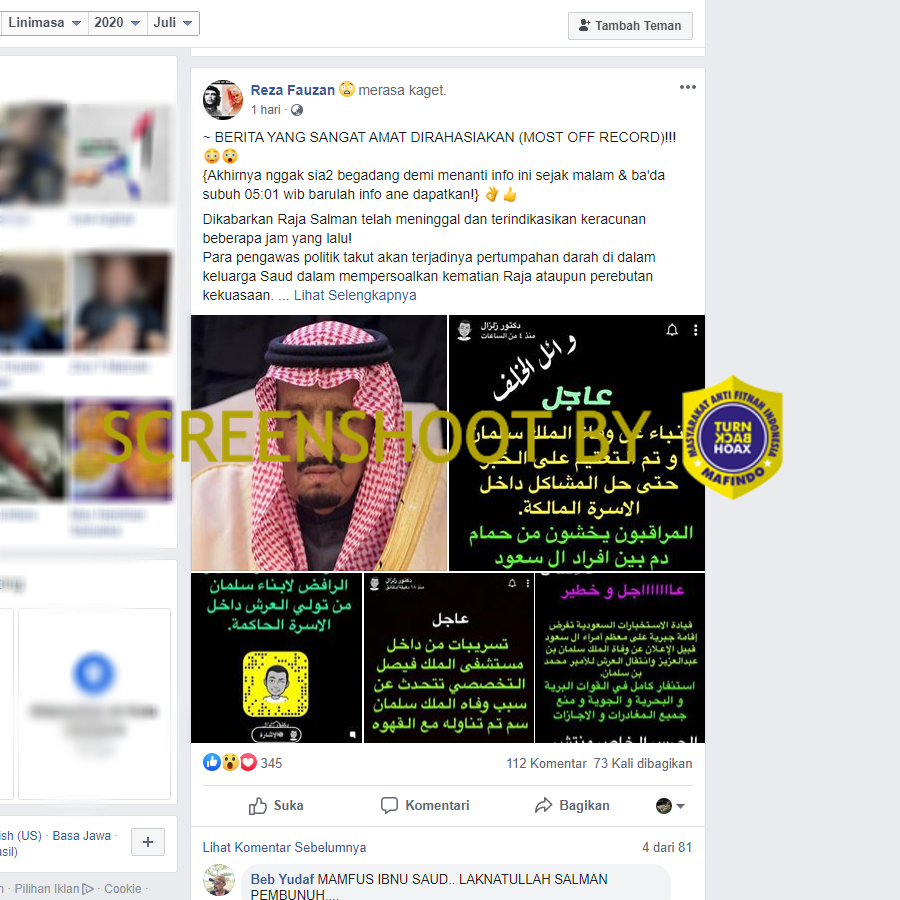 Linimasa 2020 Juli
Tambah Teman
Reza Fauzan merasa kaget.
1 hari
~ BERITA YANG SANGAT AMAT DIRAHASIAKAN (MOST OFF RECORD)!!!
{Akhirnya nggak sia2 begadang demi menanti info ini sejak malam & ba'da
subuh 05:01 wib barulah info ane dapatkan!}
Dikabarkan Raja Salman telah meninggal dan terindikasikan keracunan
beberapa jam yang lalu!
Para pengawas politik takut akan terjadinya pertumpahan darah di dalam
keluarga Saud dalam mempersoalkan kematian Raja ataupun perebutan
kekuasaan. ... Lihat Selengkapnya
دكتور زلزال
منذ ٤ من الساعات
و ائل الخلف
عاجل
وفاة الملك سلمان
و تم التعتيم على الخبر
حتى حل المشاكل داخل
الاسرة المالكة.
المراقبون يخشون من حمام
دم بين افراد ال سعود
SCREENSHOOT BY
MASYARAKAT ANTI FITNAH INDONESIA
TURN
BACK
HOAX
MAFINDO
الرافض لابناء سلمان
من تولي العرش داخل
الاسرة الحاكمة.
دكتور زلزال
عاجل
تسريبات من داخل
مستشفى الملك فيصل
التخصصي تتحدث عن
سبب وفاه الملك سلمان
سم تم تناوله مع القهوه
عااااااجل و خطير
قيادة الاستخبارات السعودية تفرض
إقامة جبرية على معظم امراء ال سعود
قبيل الإعلان عن وفاة الملك سلمان بن
عبدالعزيز وانتقال العرش للأمير محمد
بن سلمان.
استنفار كامل في القوات البرية
و البحرية و الجوية و منع
جميع المغادرات و الاجازات
345
112 Komentar 73 Kali dibagikan
Suka Komentari Bagikan
Lihat Komentar Sebelumnya
4 dari 81
Beb Yudaf MAMFUS IBNU SAUD.. LAKNATULLAH SALMAN
PEMBUNUH....
ish (US) · Basa Jawa ·
asil)
Pilihan Iklan · Cookie ·